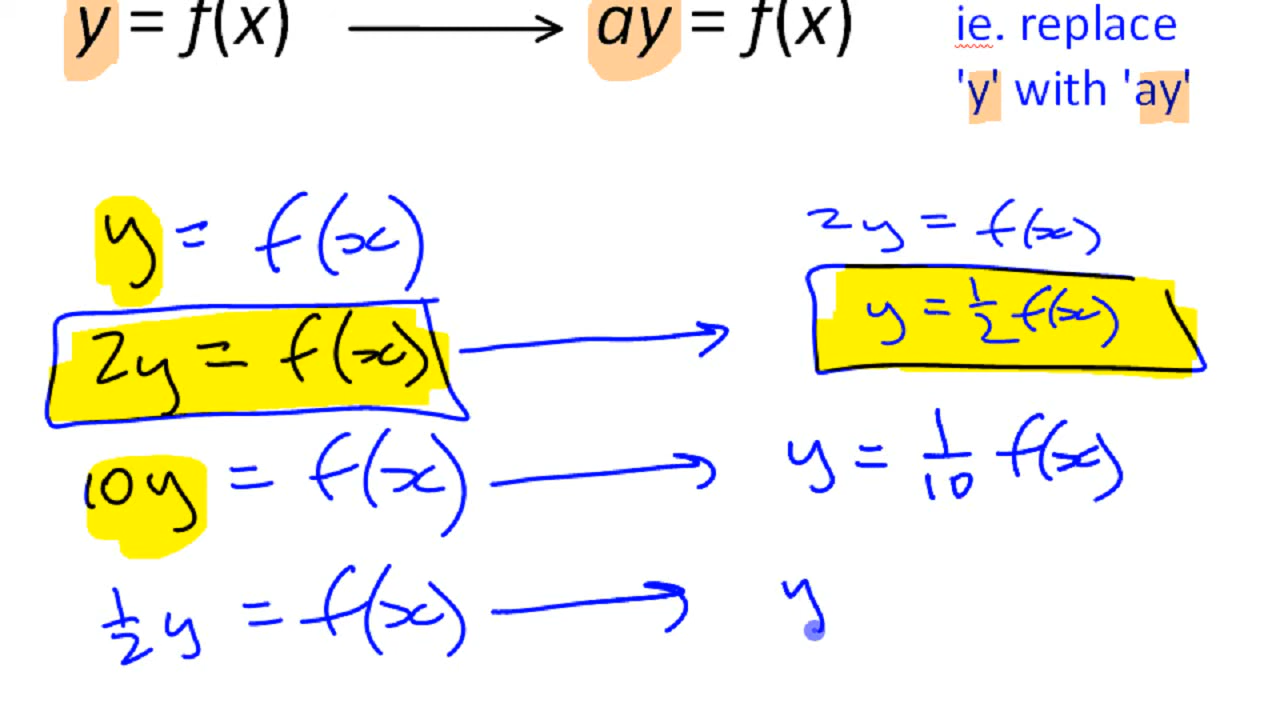 y = f(x) ⟶ ay = f(x)
ie. replace
'y' with 'ay'
y = f(x)
2y = f(x)
2y = f(x) ⟶ y = 1/2 f(x)
10y = f(x) ⟶ y = 1/10 f(x)
1/2 y = f(x) ⟶ y